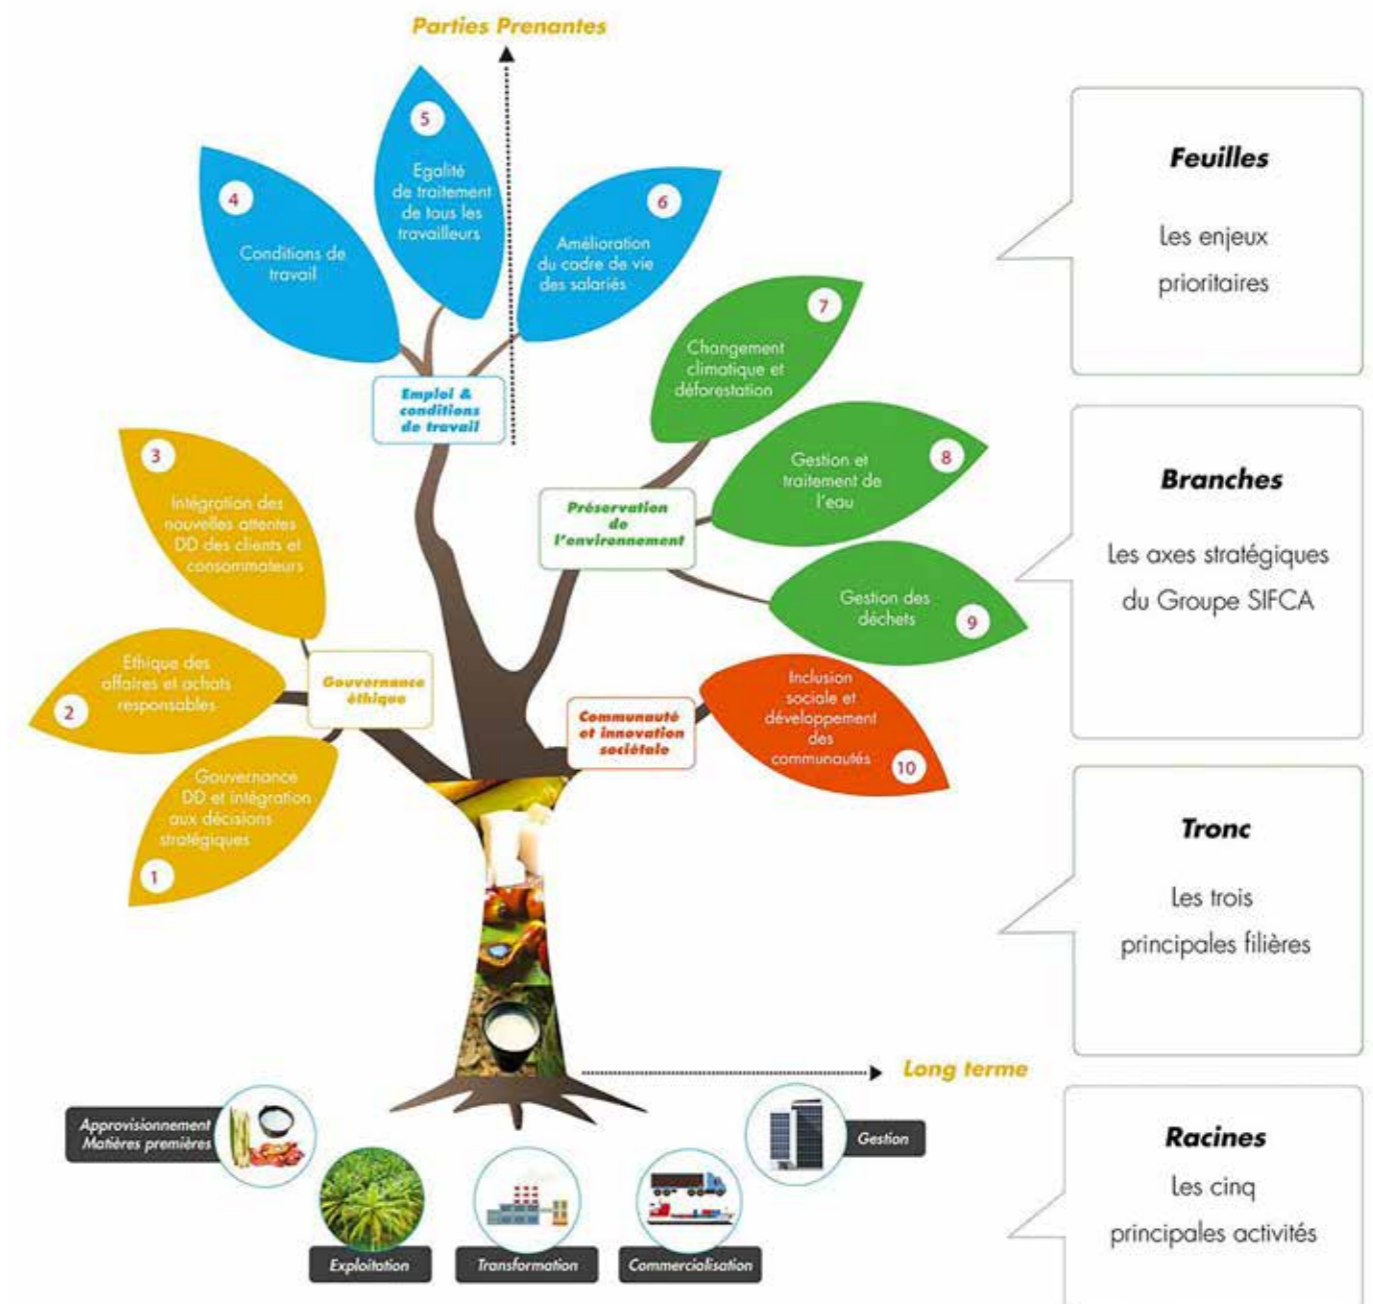 Parties Prenantes
5
Egalité
de traitement
de tous les
travailleurs
4
Conditions de
travail
6
Amélioration
du cadre de vie
des salariés
7
Changement
climatique et
déforestation
Emploi &
conditions
de travail
3
Intégration des
nouvelles attentes
DD des clients et
consommateurs
8
Gestion et
traitement de
l'eau
Préservation
de
l'environnement
Gestion des
déchets
9
2
Ethique des
affaires et achats
responsables
Gouvernance
éthique
Inclusion
sociale et
développement
des
communautés
10
Communauté
et innovation
sociétale
Gouvernance
DD et intégration
aux décisions
stratégiques
1
Long terme
Approvisionnement
Matières premières
Gestion
Exploitation
Transformation
Commercialisation
Feuilles
Les enjeux
prioritaires
Branches
Les axes stratégiques
du Groupe SIFCA
Tronc
Les trois
principales filières
Racines
Les cinq
principales activités